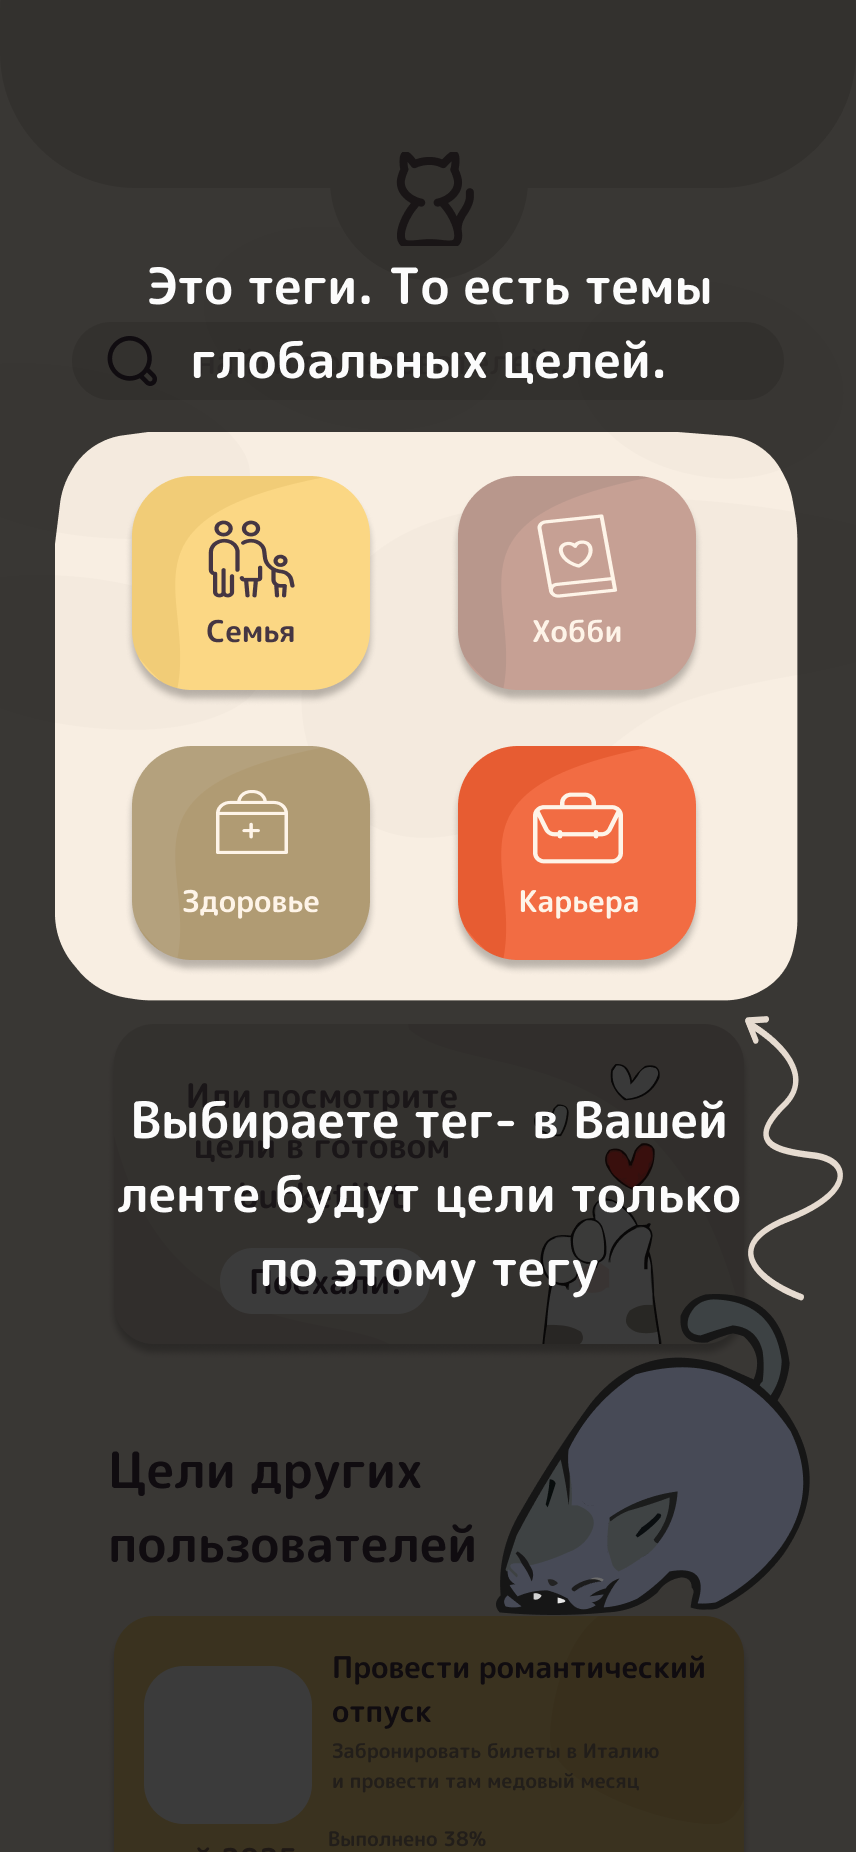 Это теги. То есть темы
глобальных целей.
Семья
Хобби
Здоровье
Карьера
Или посмотрите
цели в готовом
Выбираете тег- в Вашей
ленте будут цели только
по этому тегу
Поехали!
Цели других
пользователей
Провести романтический
отпуск
Забронировать билеты в Италию
и провести там медовый месяц
Выполнено 38%